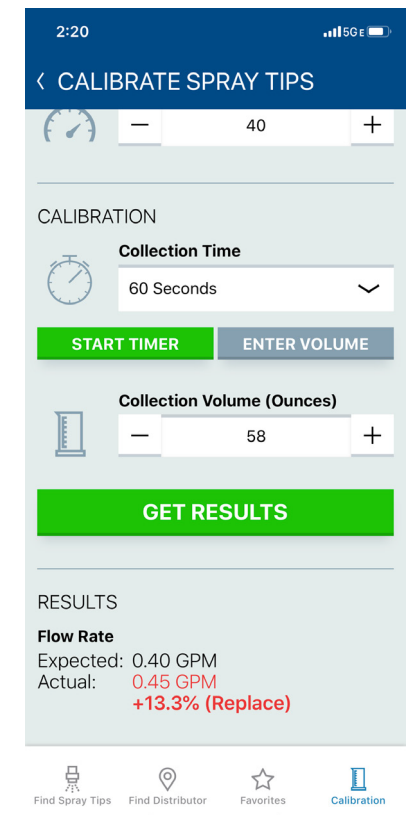 2:20
5GE
CALIBRATE SPRAY TIPS
— 40 +
CALIBRATION
Collection Time
60 Seconds
START TIMER ENTER VOLUME
Collection Volume (Ounces)
— 58 +
GET RESULTS
RESULTS
Flow Rate
Expected: 0.40 GPM
Actual: 0.45 GPM
+13.3% (Replace)
Find Spray Tips Find Distributor Favorites Calibration